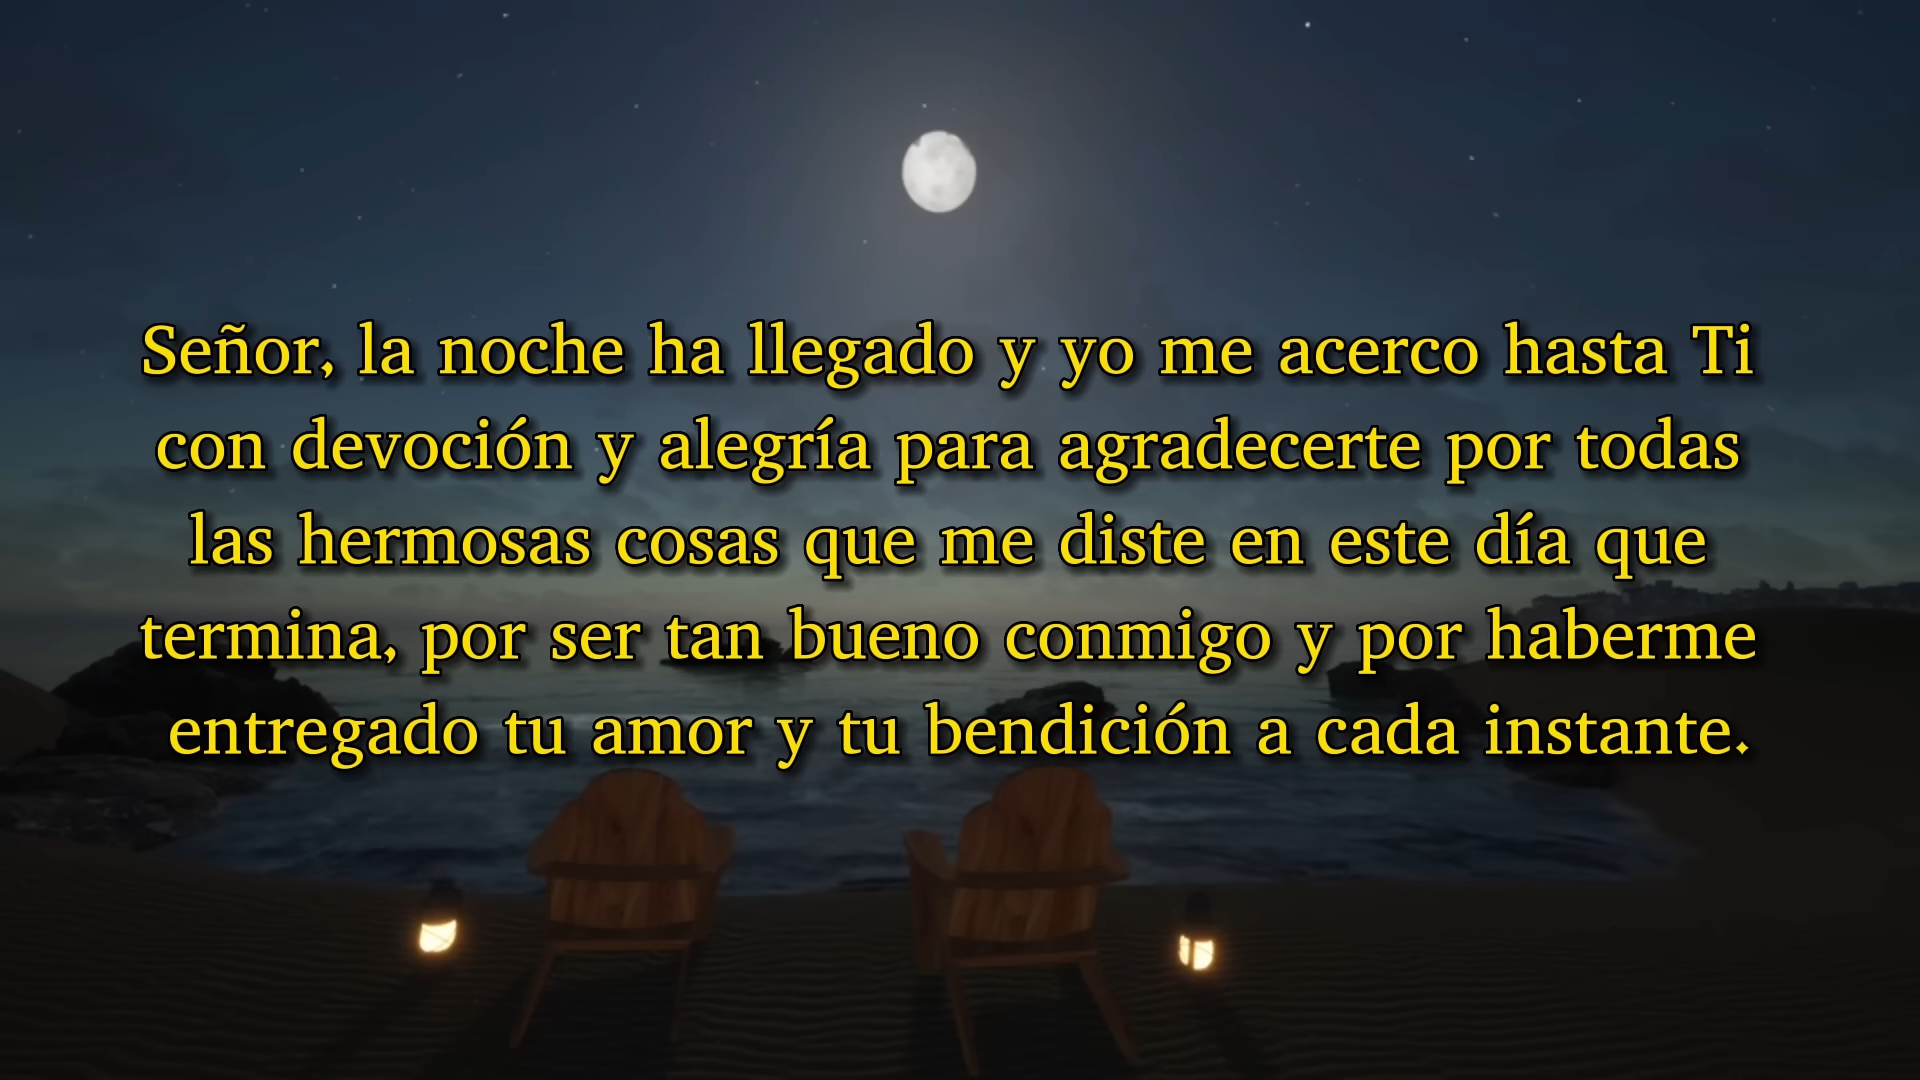 Señor, la noche ha llegado y yo me acerco hasta Ti
con devoción y alegría para agradecerte por todas
las hermosas cosas que me diste en este día que
termina, por ser tan bueno conmigo y por haberme
entregado tu amor y tu bendición a cada instante.